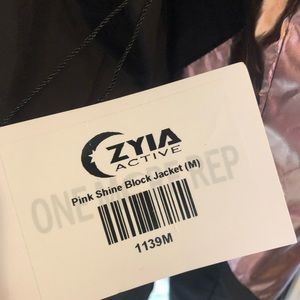 ZYIA
ACTIVE
Pink Shine Block Jacket (M)
1139M